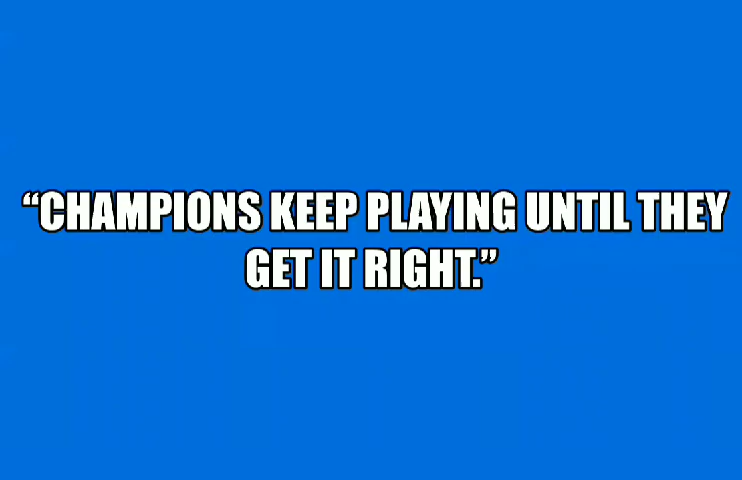 “CHAMPIONS KEEP PLAYING UNTIL THEY
GET IT RIGHT.”